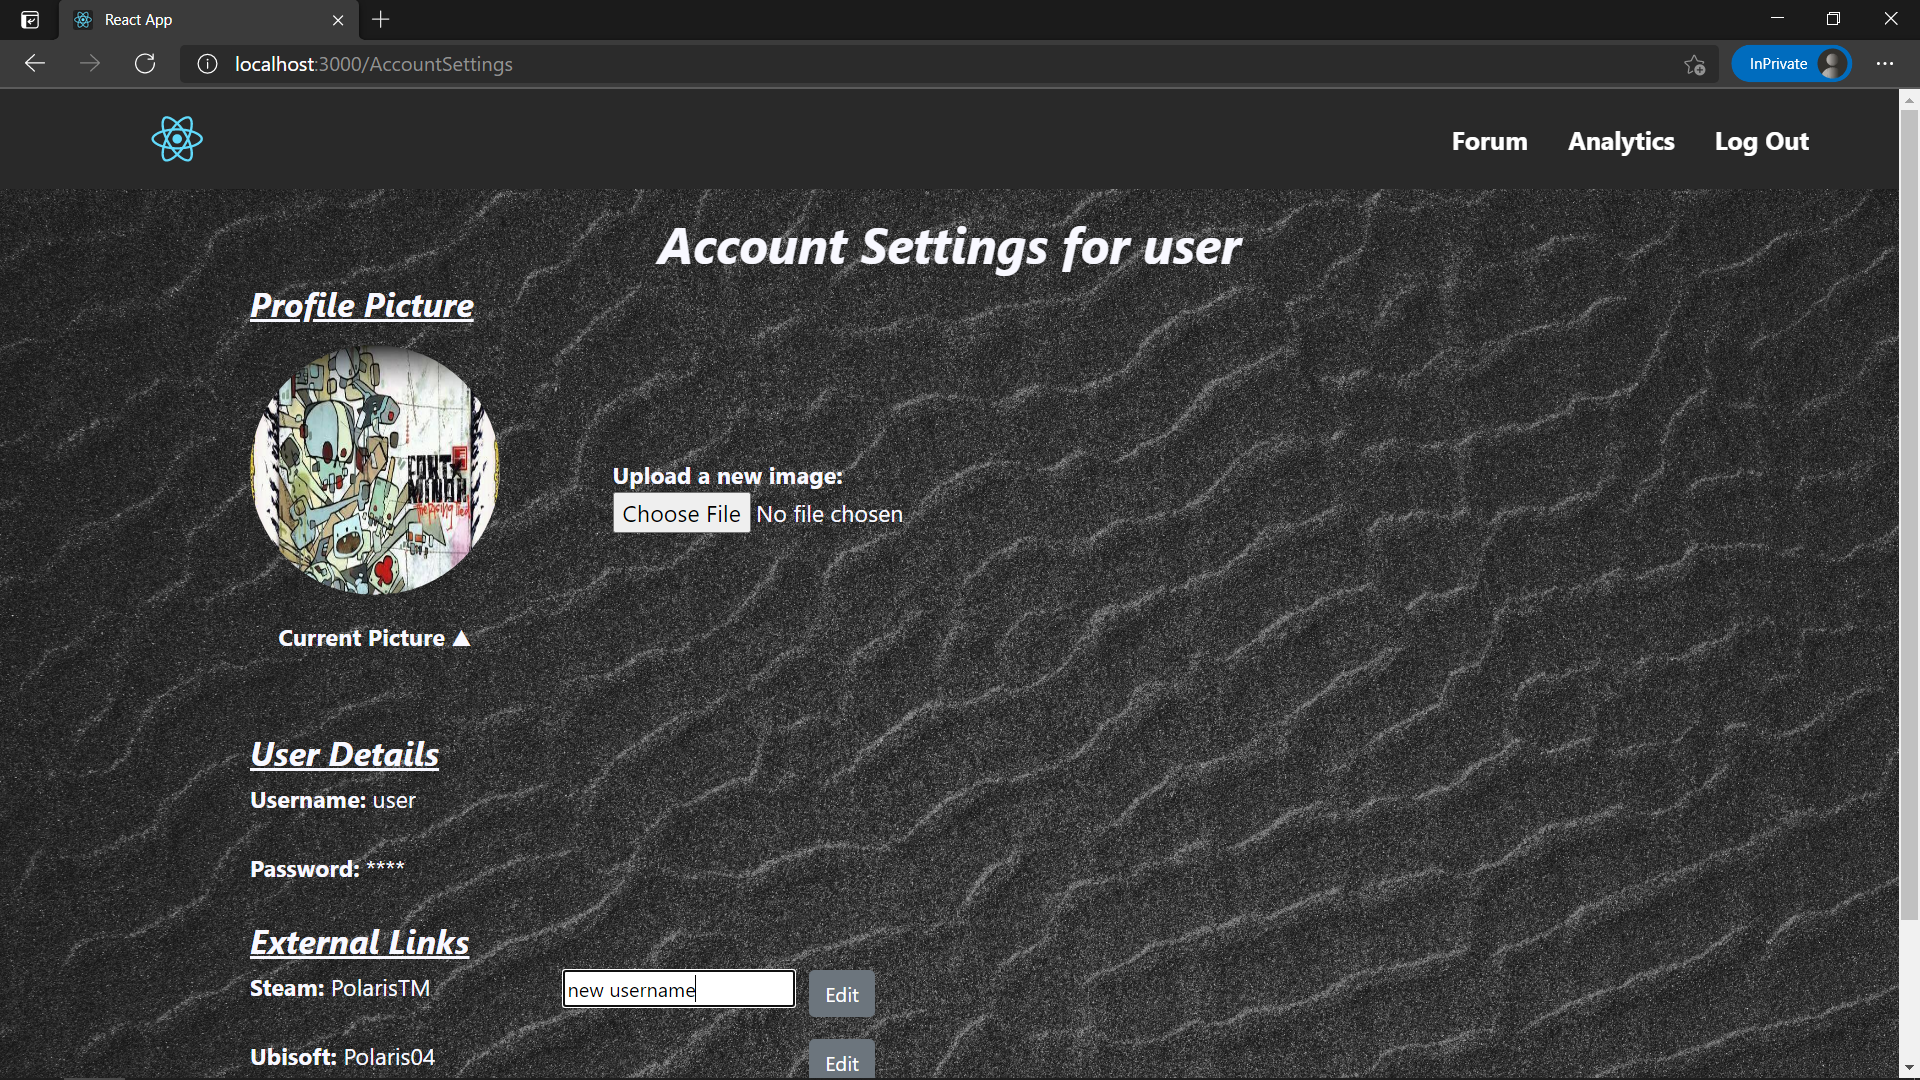 React App
localhost:3000/AccountSettings
InPrivate
Forum Analytics Log Out
Account Settings for user
Profile Picture
Upload a new image:
Choose File No file chosen
Current Picture ▲
User Details
Username: user
Password: ****
External Links
Steam: PolarisTM
new username
Edit
Ubisoft: Polaris04
Edit